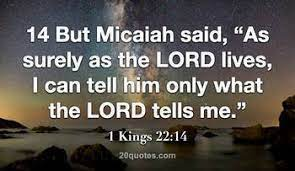 14 But Micaiah said, “As
surely as the LORD lives,
I can tell him only what
the LORD tells me.”
1 Kings 22:14
20quotes.com